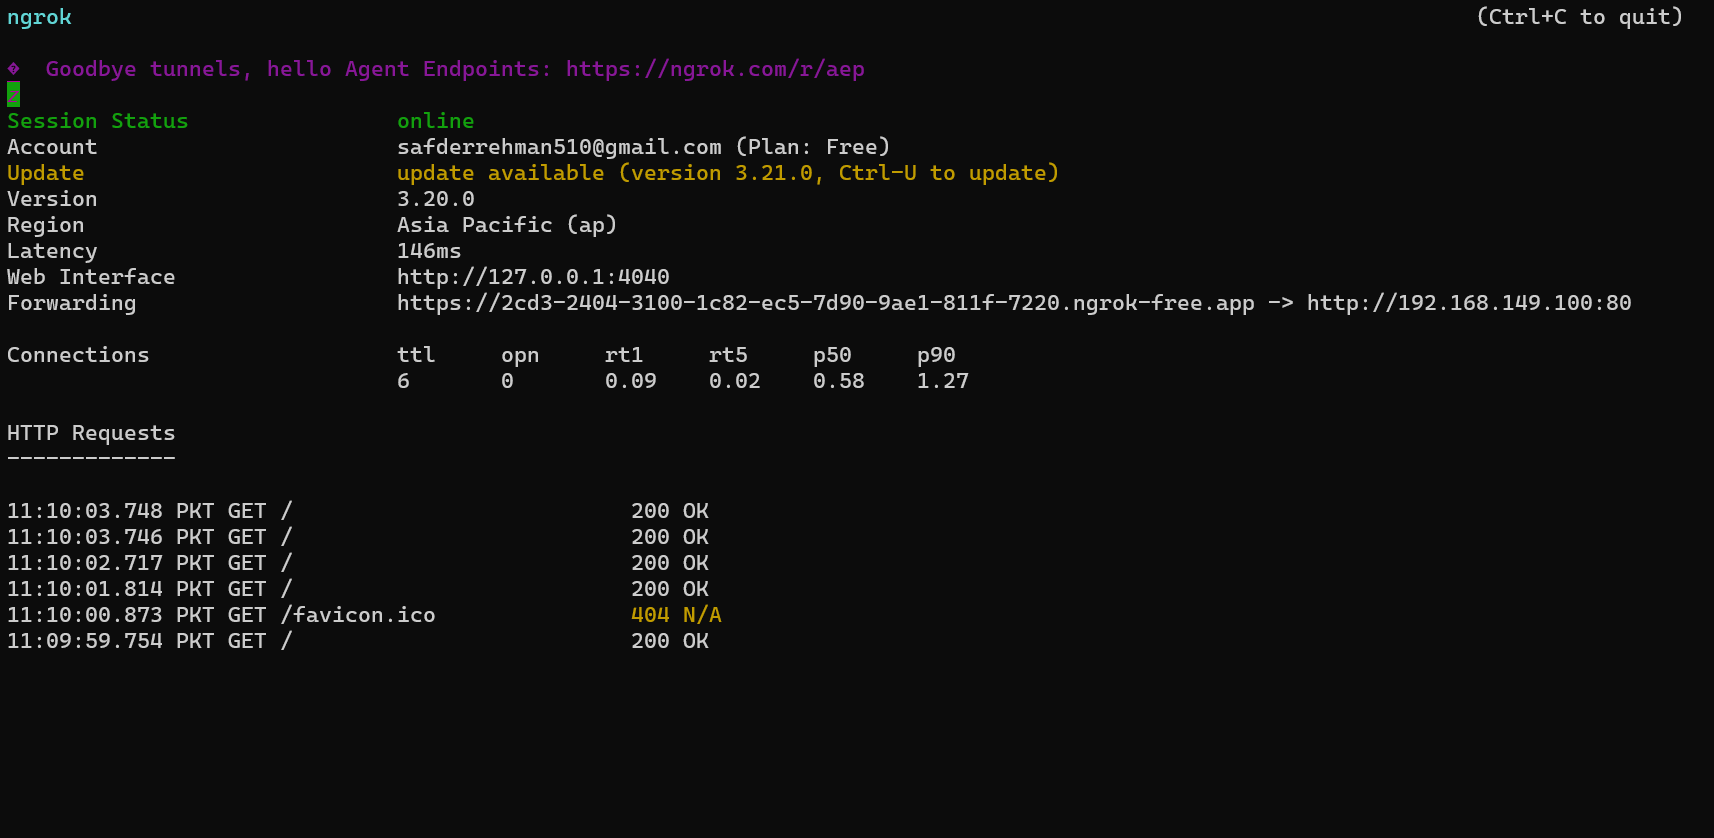 ngrok (Ctrl+C to quit)
� Goodbye tunnels, hello Agent Endpoints: https://ngrok.com/r/aep
z
Session Status online
Account safderrehman510@gmail.com (Plan: Free)
Update update available (version 3.21.0, Ctrl-U to update)
Version 3.20.0
Region Asia Pacific (ap)
Latency 146ms
Web Interface http://127.0.0.1:4040
Forwarding https://2cd3-2404-3100-1c82-ec5-7d90-9ae1-811f-7220.ngrok-free.app -> http://192.168.149.100:80
Connections ttl opn rt1 rt5 p50 p90
6 0 0.09 0.02 0.58 1.27
HTTP Requests
-------------
11:10:03.748 PKT GET / 200 OK
11:10:03.746 PKT GET / 200 OK
11:10:02.717 PKT GET / 200 OK
11:10:01.814 PKT GET / 200 OK
11:10:00.873 PKT GET /favicon.ico 404 N/A
11:09:59.754 PKT GET / 200 OK